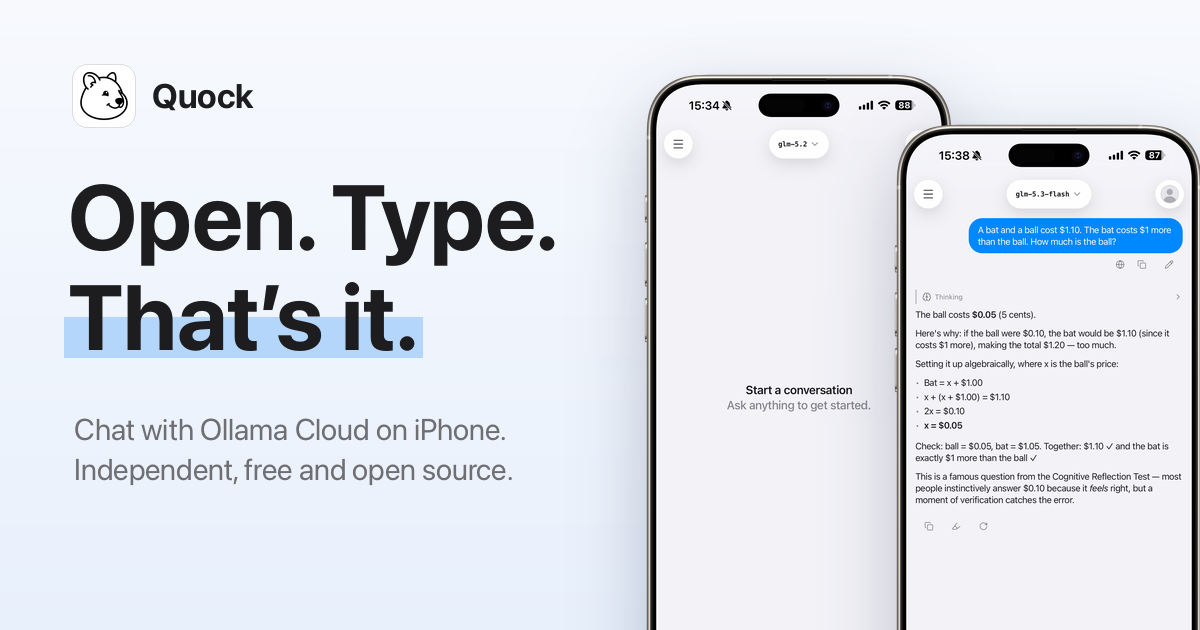 Quock
Open. Type.
That’s it.
Chat with Ollama Cloud on iPhone.
Independent, free and open source.
15:34
88
glm-5.2
Start a conversation
Ask anything to get started.
15:38
87
glm-5.3-flash
A bat and a ball cost $1.10. The bat costs $1 more
than the ball. How much is the ball?
Thinking
The ball costs $0.05 (5 cents).
Here's why: if the ball were $0.10, the bat would be $1.10 (since it
costs $1 more), making the total $1.20 — too much.
Setting it up algebraically, where x is the ball's price:
· Bat = x + $1.00
· x + (x + $1.00) = $1.10
· 2x = $0.10
· x = $0.05
Check: ball = $0.05, bat = $1.05. Together: $1.10 ✓ and the bat is
exactly $1 more than the ball ✓
This is a famous question from the Cognitive Reflection Test — most
people instinctively answer $0.10 because it feels right, but a
moment of verification catches the error.